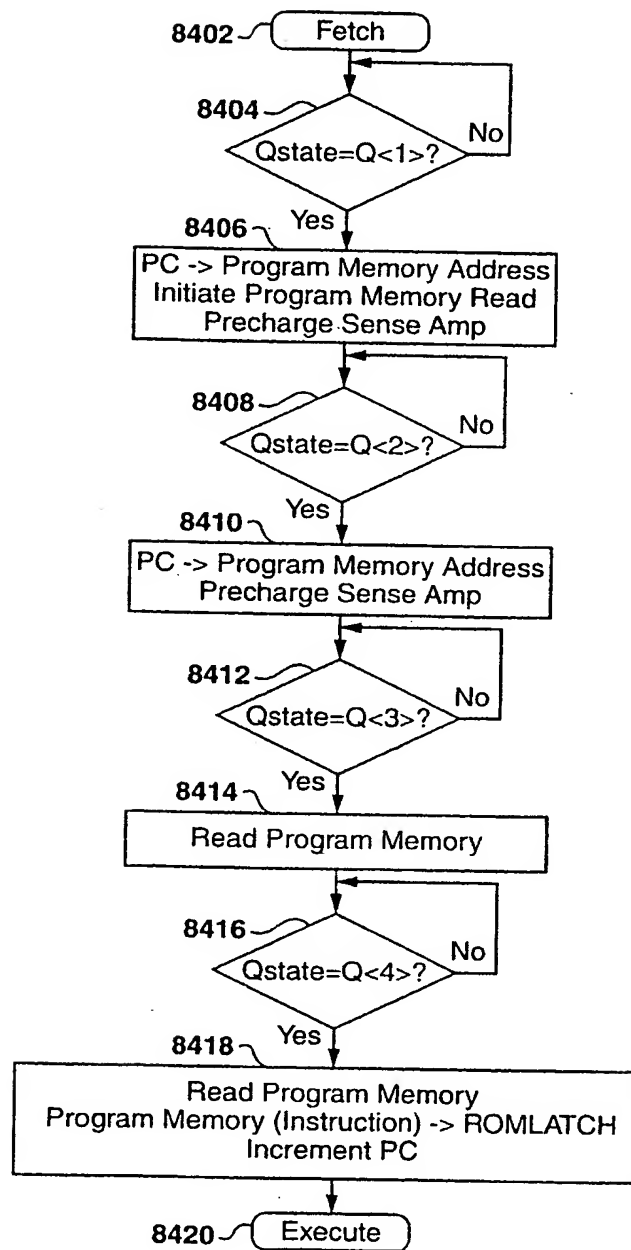 8402 Fetch
8404
Qstate=Q<1>?
No
Yes
8406
PC -> Program Memory Address
Initiate Program Memory Read
Precharge Sense Amp
8408
Qstate=Q<2>?
No
Yes
8410
PC -> Program Memory Address
Precharge Sense Amp
8412
Qstate=Q<3>?
No
Yes
8414
Read Program Memory
8416
Qstate=Q<4>?
No
Yes
8418
Read Program Memory
Program Memory (Instruction) -> ROMLATCH
Increment PC
8420 Execute